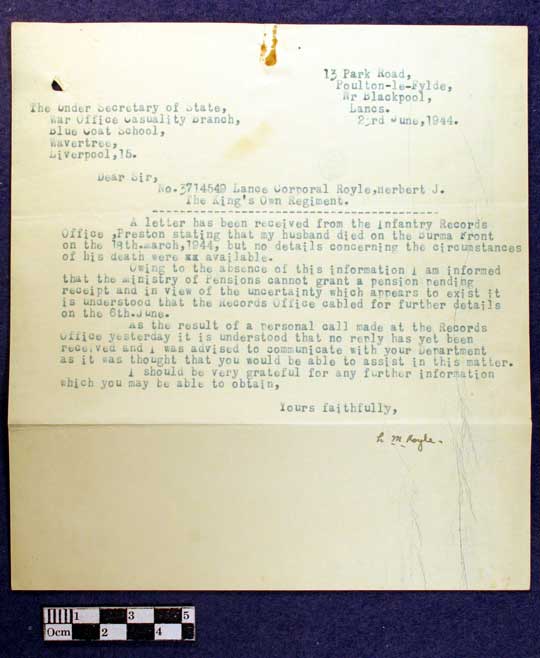 13 Park Road,
Poulton-le-Fylde,
Nr Blackpool,
Lancs.
23rd June,1944.
The Under Secretary of State,
War Office Casuality Branch,
Blue Coat School,
Wavertree,
Liverpool,15.
Dear Sir,
No.3714549 Lance Corporal Royle,Herbert J.
The King's Own Regiment.
A letter has been received from the Infantry Records
Office ,Preston stating that my husband died on the Burma Front
on the 18th.March,1944, but no details concerning the circumstances
of his death were xx available.
Owing to the absence of this information I am informed
that the Ministry of Pensions cannot grant a pension pending
receipt and in view of the uncertainty which appears to exist it
is understood that the Records Office cabled for further details
on the 6th.June.
As the result of a personal call made at the Records
Office yesterday it is understood that no reply has yet been
received and I was advised to communicate with your Department
as it was thought that you would be able to assist in this matter.
I should be very grateful for any further information
which you may be able to obtain,
Yours faithfully,
L M Royle.
1 3 5
0cm 2 4